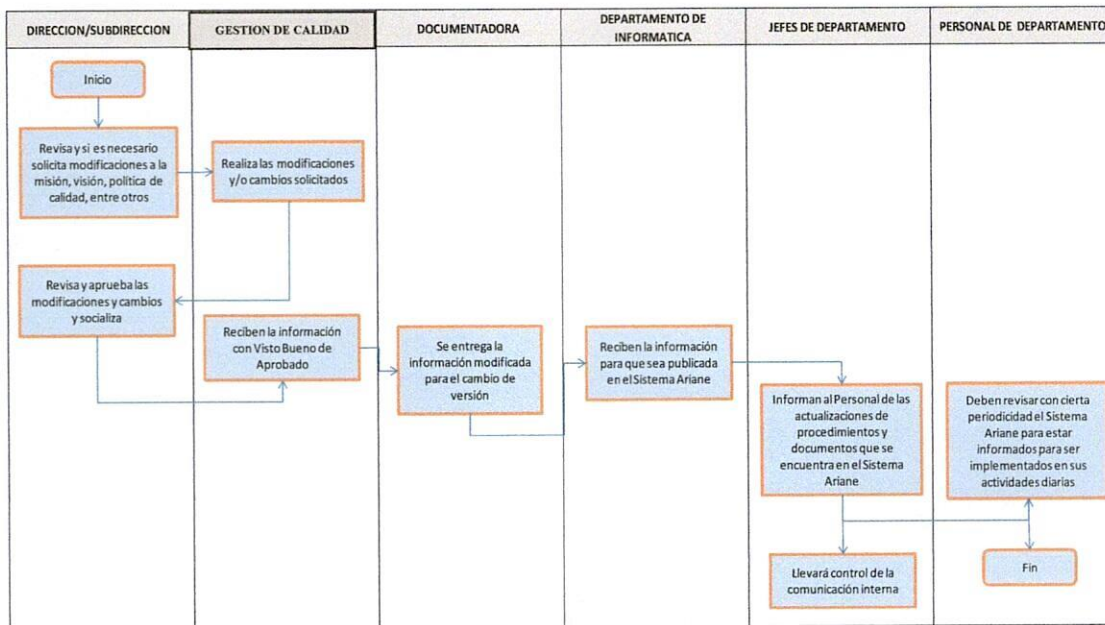 DIRECCION/SUBDIRECCION
GESTION DE CALIDAD
DOCUMENTADORA
DEPARTAMENTO DE
INFORMATICA
JEFES DE DEPARTAMENTO
PERSONAL DE DEPARTAMENTO
Inicio
Revisa y si es necesario
solicita modificaciones a la
misión, visión, política de
calidad, entre otros
Realiza las modificaciones
y/o cambios solicitados
Revisa y aprueba las
modificaciones y cambios
y socializa
Reciben la información
con Visto Bueno de
Aprobado
Se entrega la
información modificada
para el cambio de
versión
Reciben la información
para que sea publicada
en el Sistema Ariane
Informan al Personal de las
actualizaciones de
procedimientos y
documentos que se
encuentra en el Sistema
Ariane
Deben revisar con cierta
periodicidad el Sistema
Ariane para estar
informados para ser
implementados en sus
actividades diarias
Llevará control de la
comunicación interna
Fin